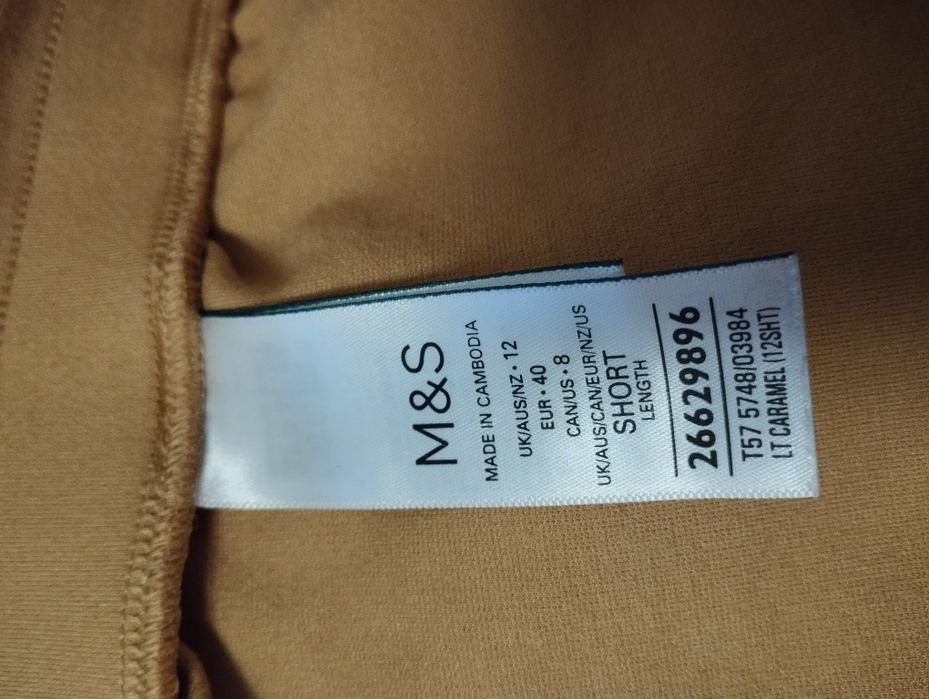 M&S
MADE IN CAMBODIA
UK/AUS/NZ • 12
EUR • 40
CAN/US • 8
UK/AUS/CAN/EUR/NZ/US
SHORT
LENGTH
26629896
T57 5748/03984
LT CARAMEL (12SHT)